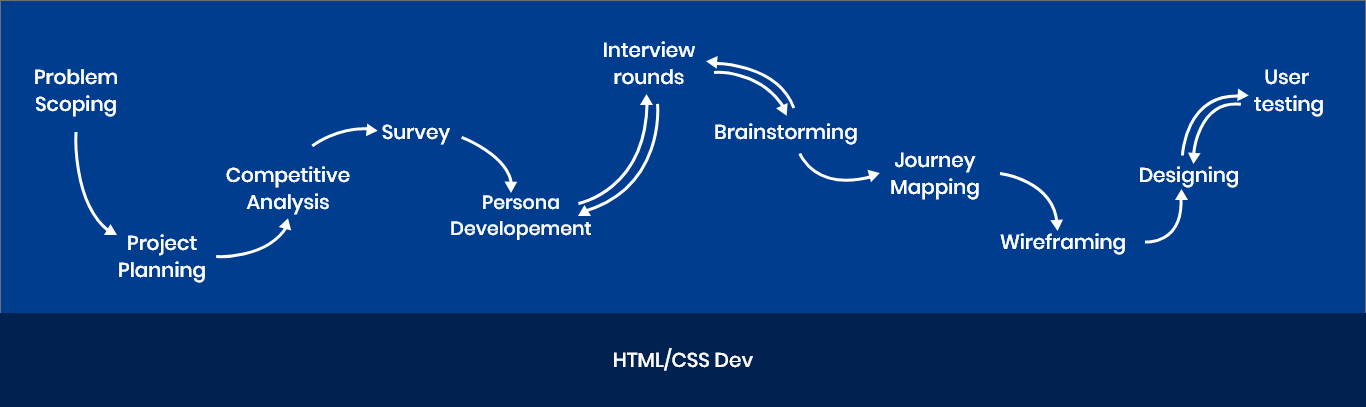 Problem
Scoping
Project
Planning
Competitive
Analysis
Survey
Persona
Developement
Interview
rounds
Brainstorming
Journey
Mapping
Wireframing
Designing
User
testing
HTML/CSS Dev